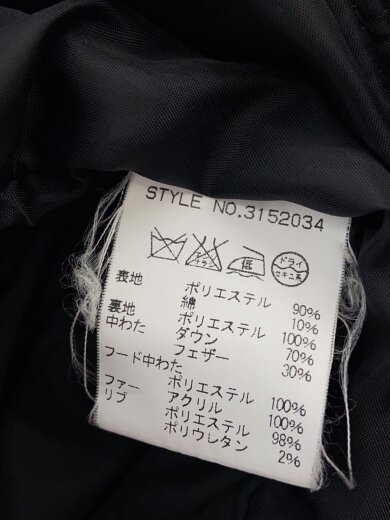 STYLE NO.3152034
低 ドライ
セキユ系
表地 ポリエステル 90%
綿 10%
裏地 ポリエステル 100%
中わた ダウン 70%
フェザー 30%
フード中わた
ポリエステル 100%
ファー アクリル 100%
リブ ポリエステル 98%
ポリウレタン 2%